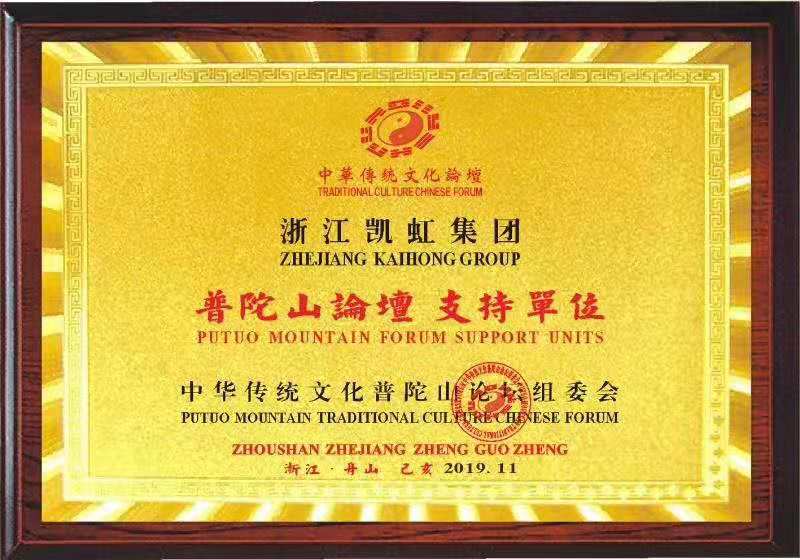 中華傳统文化論壇
TRADITIONAL CULTURE CHINESE FORUM
浙江凯虹集团
ZHEJIANG KAIHONG GROUP
普陀山論壇 支持單位
PUTUO MOUNTAIN FORUM SUPPORT UNITS
中华传统文化普陀山论坛组委会
PUTUO MOUNTAIN TRADITIONAL CULTURE CHINESE FORUM
ZHOUSHAN ZHEJIANG ZHENG GUO ZHENG
浙江·舟山 己亥 2019.11